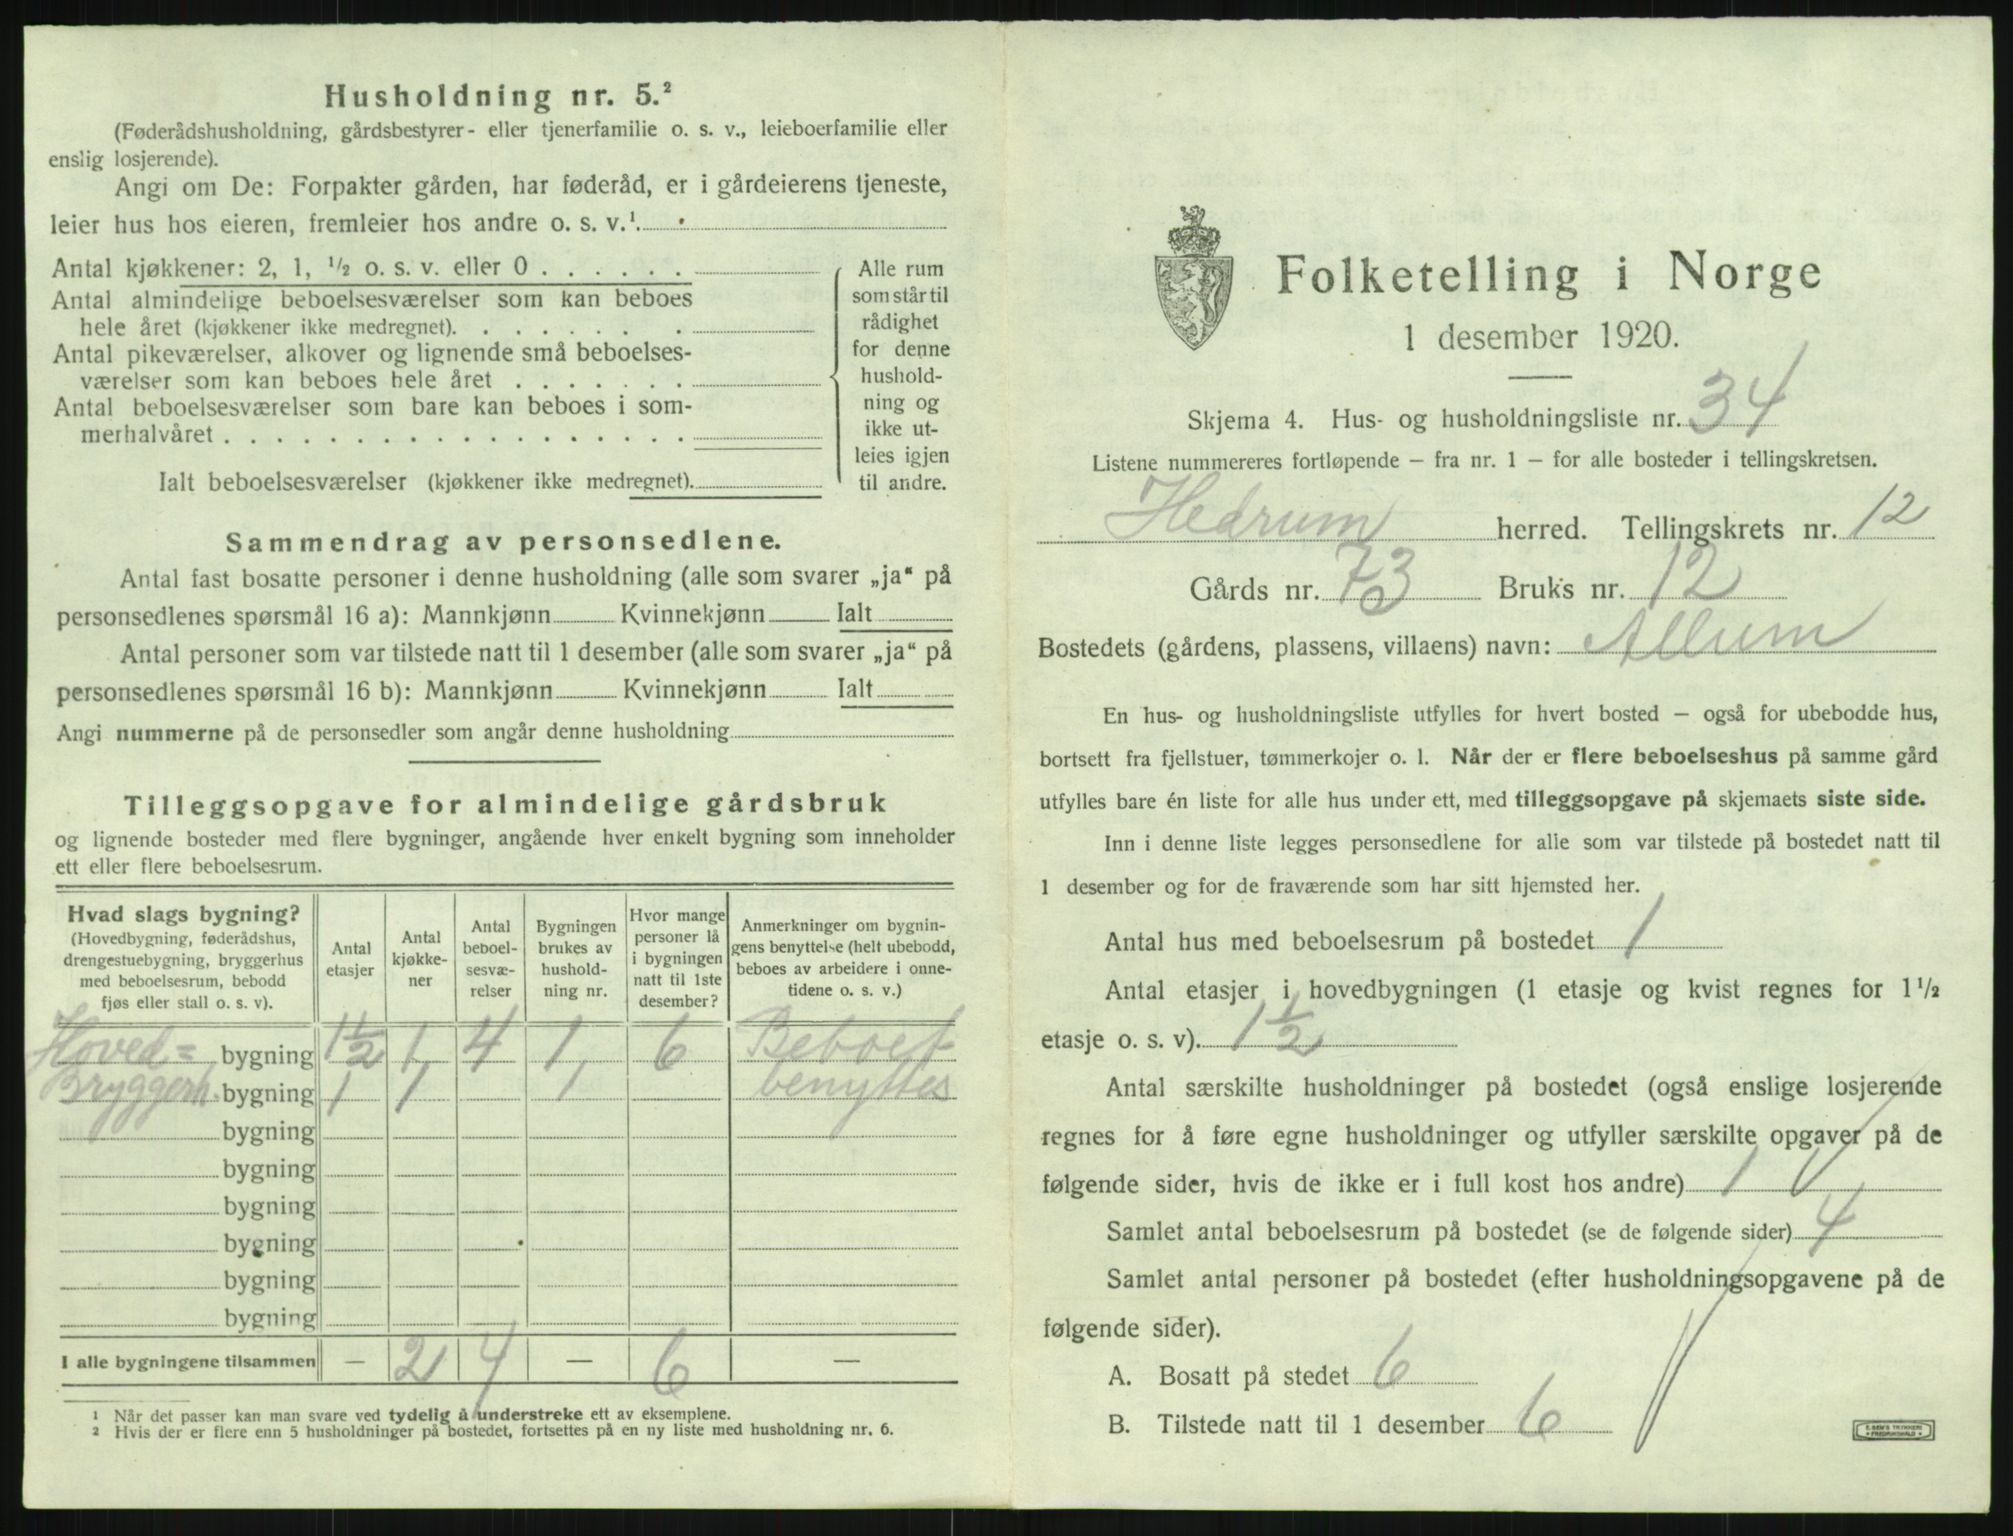 Husholdning nr. 5.²
(Føderådshusholdning, gårdsbestyrer- eller tjenerfamilie o. s. v., leieboerfamilie eller
enslig losjerende).
Angi om De: Forpakter gården, har føderåd, er i gårdeierens tjeneste,
leier hus hos eieren, fremleier hos andre o. s. v.¹.
Antal kjøkkener: 2, 1, ½ o. s. v. eller 0 . . . . . .
Antal almindelige beboelsesværelser som kan beboes
hele året (kjøkkener ikke medregnet). . . . . . . .
Antal pikeværelser, alkover og lignende små beboelses-
værelser som kan beboes hele året . . . . . . .
Antal beboelsesværelser som bare kan beboes i som-
merhalvåret . . . . . . . . . . . . . . . . . .
Ialt beboelsesværelser (kjøkkener ikke medregnet).
Alle rum
som står til
rådighet
for denne
hushold-
ning og
ikke ut-
leies igjen
til andre.
Sammendrag av personsedlene.
Antal fast bosatte personer i denne husholdning (alle som svarer „ja“ på
personsedlenes spørsmål 16 a): Mannkjønn Kvinnekjønn Ialt
Antal personer som var tilstede natt til 1 desember (alle som svarer „ja“ på
personsedlenes spørsmål 16 b): Mannkjønn Kvinnekjønn Ialt
Angi nummerne på de personsedler som angår denne husholdning
Tilleggsopgave for almindelige gårdsbruk
og lignende bosteder med flere bygninger, angående hver enkelt bygning som inneholder
ett eller flere beboelsesrum.
Hvad slags bygning?
(Hovedbygning, føderådshus,
drengestuebygning, bryggerhus
med beboelsesrum, bebodd
fjøs eller stall o. s. v).
Antal
etasjer
Antal
kjøkke-
ner
Antal
beboel-
sesvæ-
relser
Bygningen
brukes av
hushold-
ning nr.
Hvor mange
personer lå
i bygningen
natt til 1ste
desember?
Anmerkninger om bygnin-
gens benyttelse (helt ubebodd,
beboes av arbeidere i onne-
tidene o. s. v.)
Hoved= bygning 1½ 1, 4 1, 6 Beboet
Bryggerh. bygning 1 1 1 benyttes
bygning
bygning
bygning
bygning
bygning
bygning
I alle bygningene tilsammen — 2 4 — 6 —
¹ Når det passer kan man svare ved tydelig å understreke ett av eksemplene.
² Hvis der er flere enn 5 husholdninger på bostedet, fortsettes på en ny liste med husholdning nr. 6.
Folketelling i Norge
1 desember 1920.
Skjema 4. Hus- og husholdningsliste nr. 34
Listene nummereres fortløpende – fra nr. 1 – for alle bosteder i tellingskretsen.
Hedrum herred. Tellingskrets nr. 12
Gårds nr. 73 Bruks nr. 12
Bostedets (gårdens, plassens, villaens) navn: Allum
En hus- og husholdningsliste utfylles for hvert bosted – også for ubebodde hus,
bortsett fra fjellstuer, tømmerkojer o. l. Når der er flere beboelseshus på samme gård
utfylles bare én liste for alle hus under ett, med tilleggsopgave på skjemaets siste side.
Inn i denne liste legges personsedlene for alle som var tilstede på bostedet natt til
1 desember og for de fraværende som har sitt hjemsted her.
Antal hus med beboelsesrum på bostedet 1
Antal etasjer i hovedbygningen (1 etasje og kvist regnes for 1½
etasje o. s. v). 1½
Antal særskilte husholdninger på bostedet (også enslige losjerende
regnes for å føre egne husholdninger og utfyller særskilte opgaver på de
følgende sider, hvis de ikke er i full kost hos andre) 1
Samlet antal beboelsesrum på bostedet (se de følgende sider) 4
Samlet antal personer på bostedet (efter husholdningsopgavene på de
følgende sider).
A. Bosatt på stedet 6
B. Tilstede natt til 1 desember 6